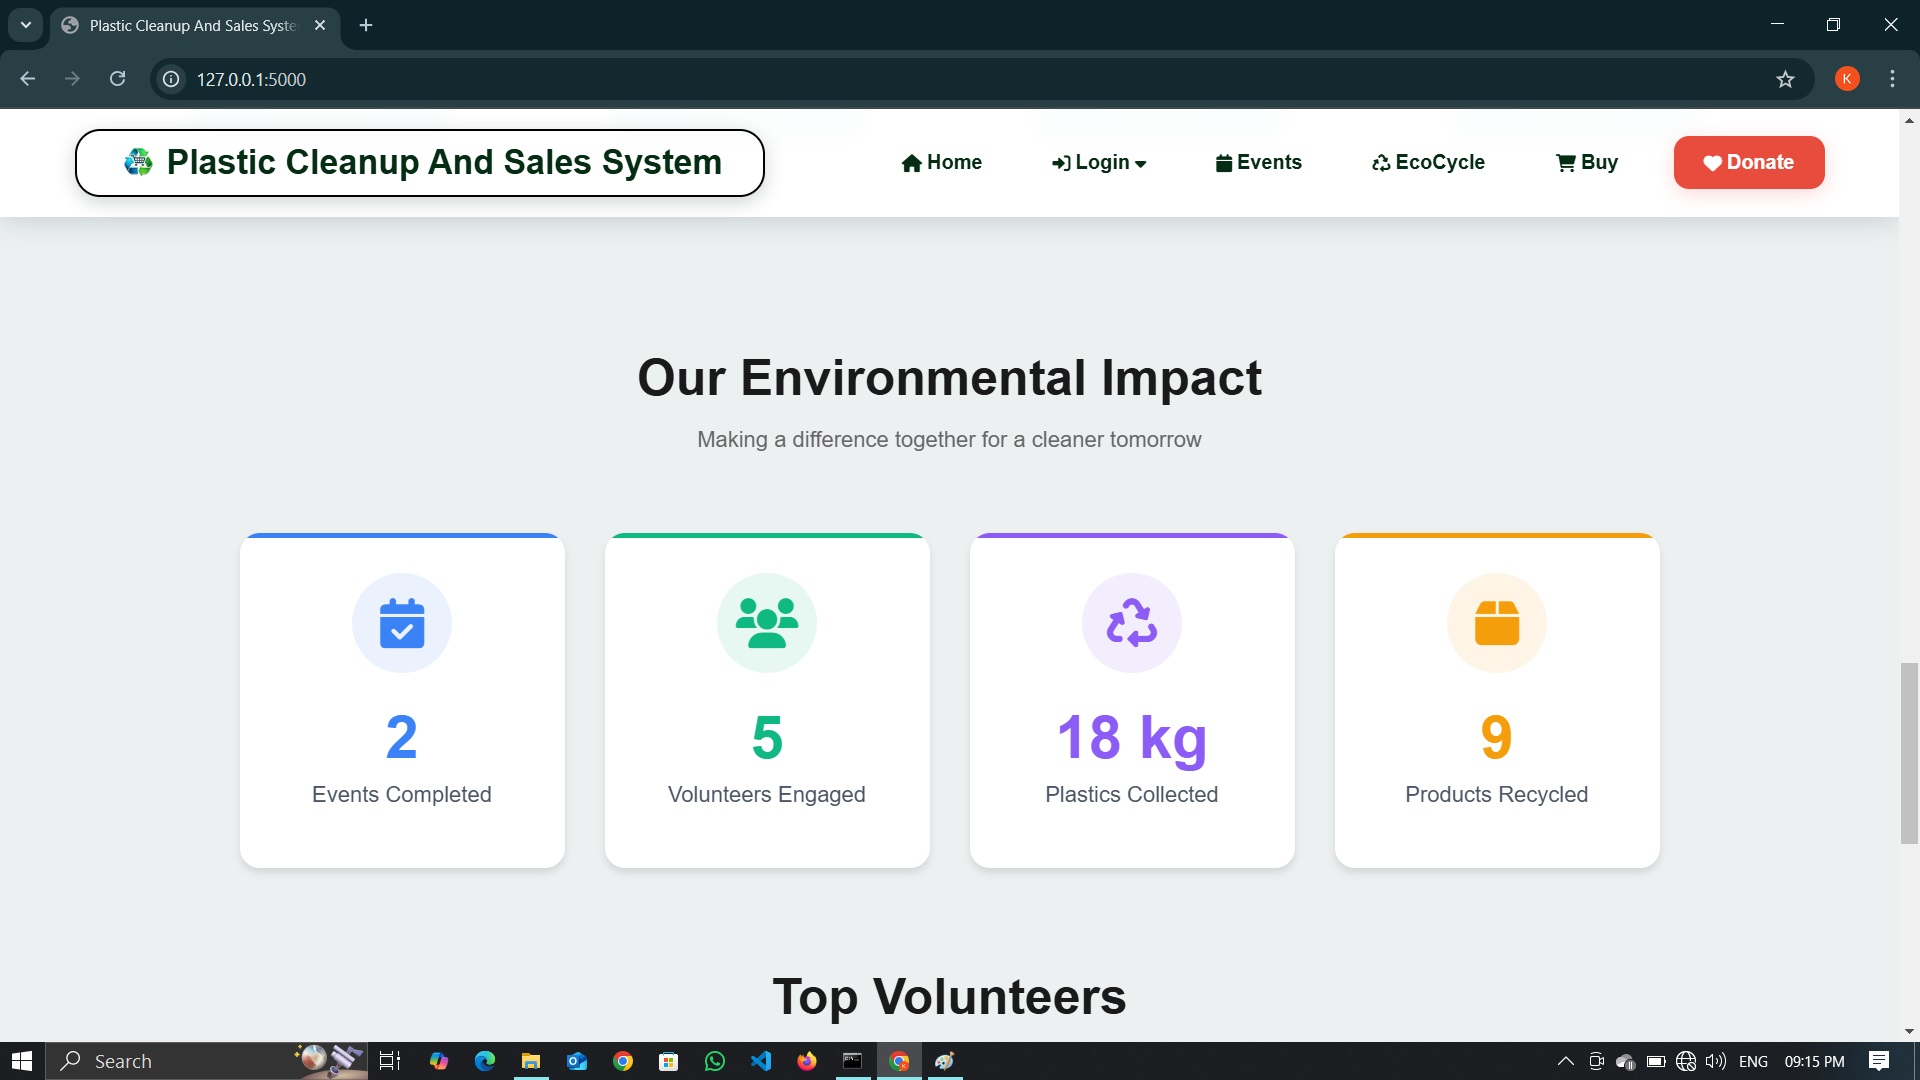 Plastic Cleanup And Sales Syste
127.0.0.1:5000
K
Plastic Cleanup And Sales System
Home
Login
Events
EcoCycle
Buy
Donate
Our Environmental Impact
Making a difference together for a cleaner tomorrow
2
Events Completed
5
Volunteers Engaged
18 kg
Plastics Collected
9
Products Recycled
Top Volunteers
Search
ENG
09:15 PM